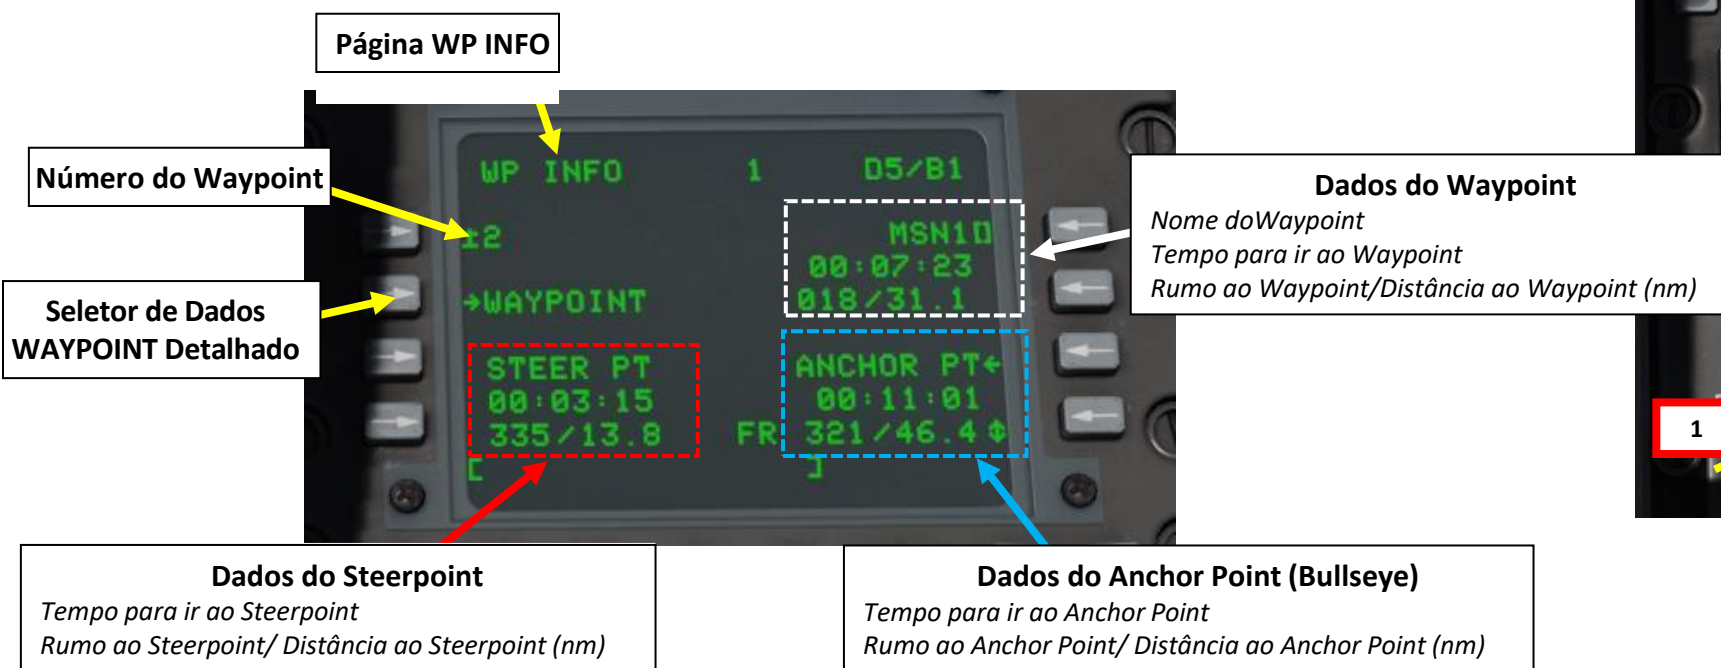 Página WP INFO
Número do Waypoint
Seletor de Dados
WAYPOINT Detalhado
WP INFO 1 D5/B1
2 MSN1
00:07:23
→WAYPOINT 018/31.1
STEER PT ANCHOR PT←
00:03:15 00:11:01
335/13.8 FR 321/46.4
[ ]
Dados do Waypoint
Nome doWaypoint
Tempo para ir ao Waypoint
Rumo ao Waypoint/Distância ao Waypoint (nm)
1
Dados do Steerpoint
Tempo para ir ao Steerpoint
Rumo ao Steerpoint/ Distância ao Steerpoint (nm)
Dados do Anchor Point (Bullseye)
Tempo para ir ao Anchor Point
Rumo ao Anchor Point/ Distância ao Anchor Point (nm)